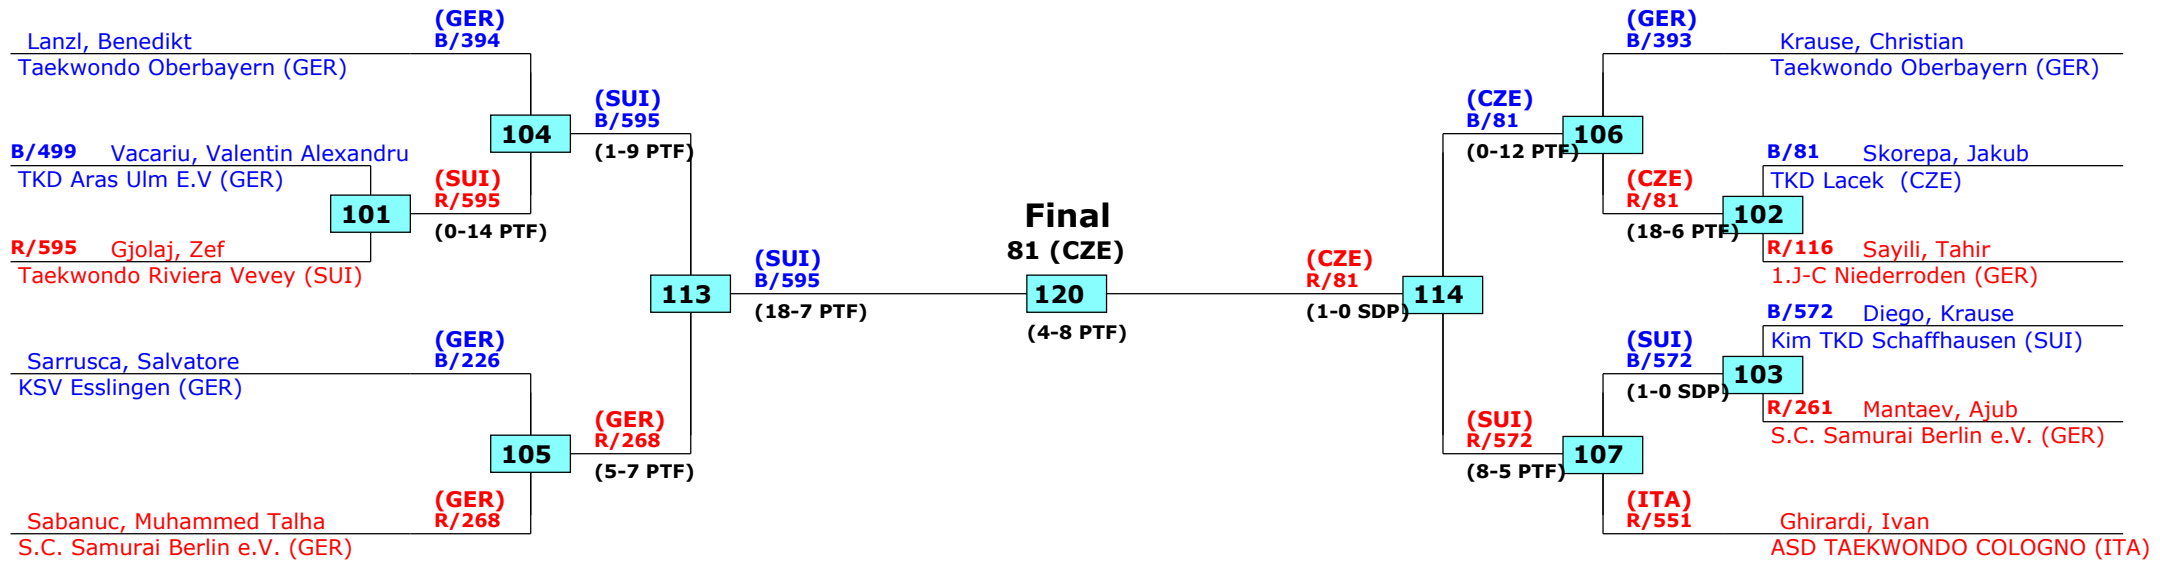 (GER)
B/394
Lanzl, Benedikt
Taekwondo Oberbayern (GER)
104
(SUI)
B/595
(1-9 PTF)
B/499 Vacariu, Valentin Alexandru
TKD Aras Ulm E.V (GER)
101
(SUI)
R/595
(0-14 PTF)
R/595 Gjolaj, Zef
Taekwondo Riviera Vevey (SUI)
113
(SUI)
B/595
(18-7 PTF)
(GER)
B/226
Sarrusca, Salvatore
KSV Esslingen (GER)
105
(GER)
R/268
(5-7 PTF)
(GER)
R/268
Sabanuc, Muhammed Talha
S.C. Samurai Berlin e.V. (GER)
Final
81 (CZE)
120
(4-8 PTF)
(CZE)
R/81
(1-0 SDP)
114
(CZE)
B/81
(0-12 PTF)
106
(GER)
B/393
Krause, Christian
Taekwondo Oberbayern (GER)
(CZE)
R/81
(18-6 PTF)
102
B/81 Skorepa, Jakub
TKD Lacek (CZE)
R/116 Sayili, Tahir
1.J-C Niederroden (GER)
B/572 Diego, Krause
Kim TKD Schaffhausen (SUI)
(SUI)
B/572
(1-0 SDP)
103
R/261 Mantaev, Ajub
S.C. Samurai Berlin e.V. (GER)
(SUI)
R/572
(8-5 PTF)
107
(ITA)
R/551
Ghirardi, Ivan
ASD TAEKWONDO COLOGNO (ITA)